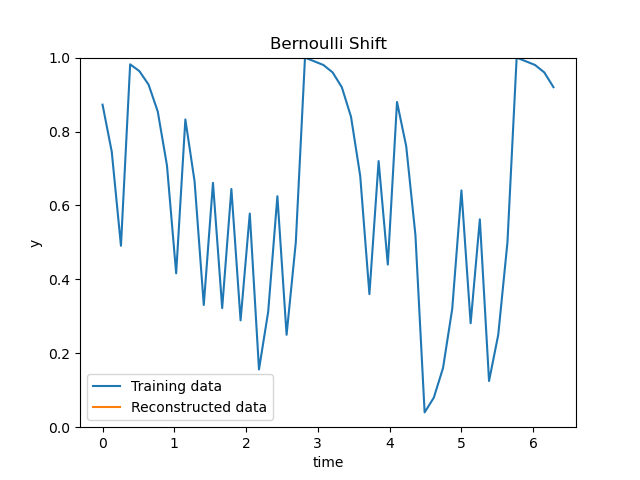 Bernoulli Shift
1.0
0.8
0.6
0.4
0.2
0.0
y
Training data
Reconstructed data
0 1 2 3 4 5 6
time